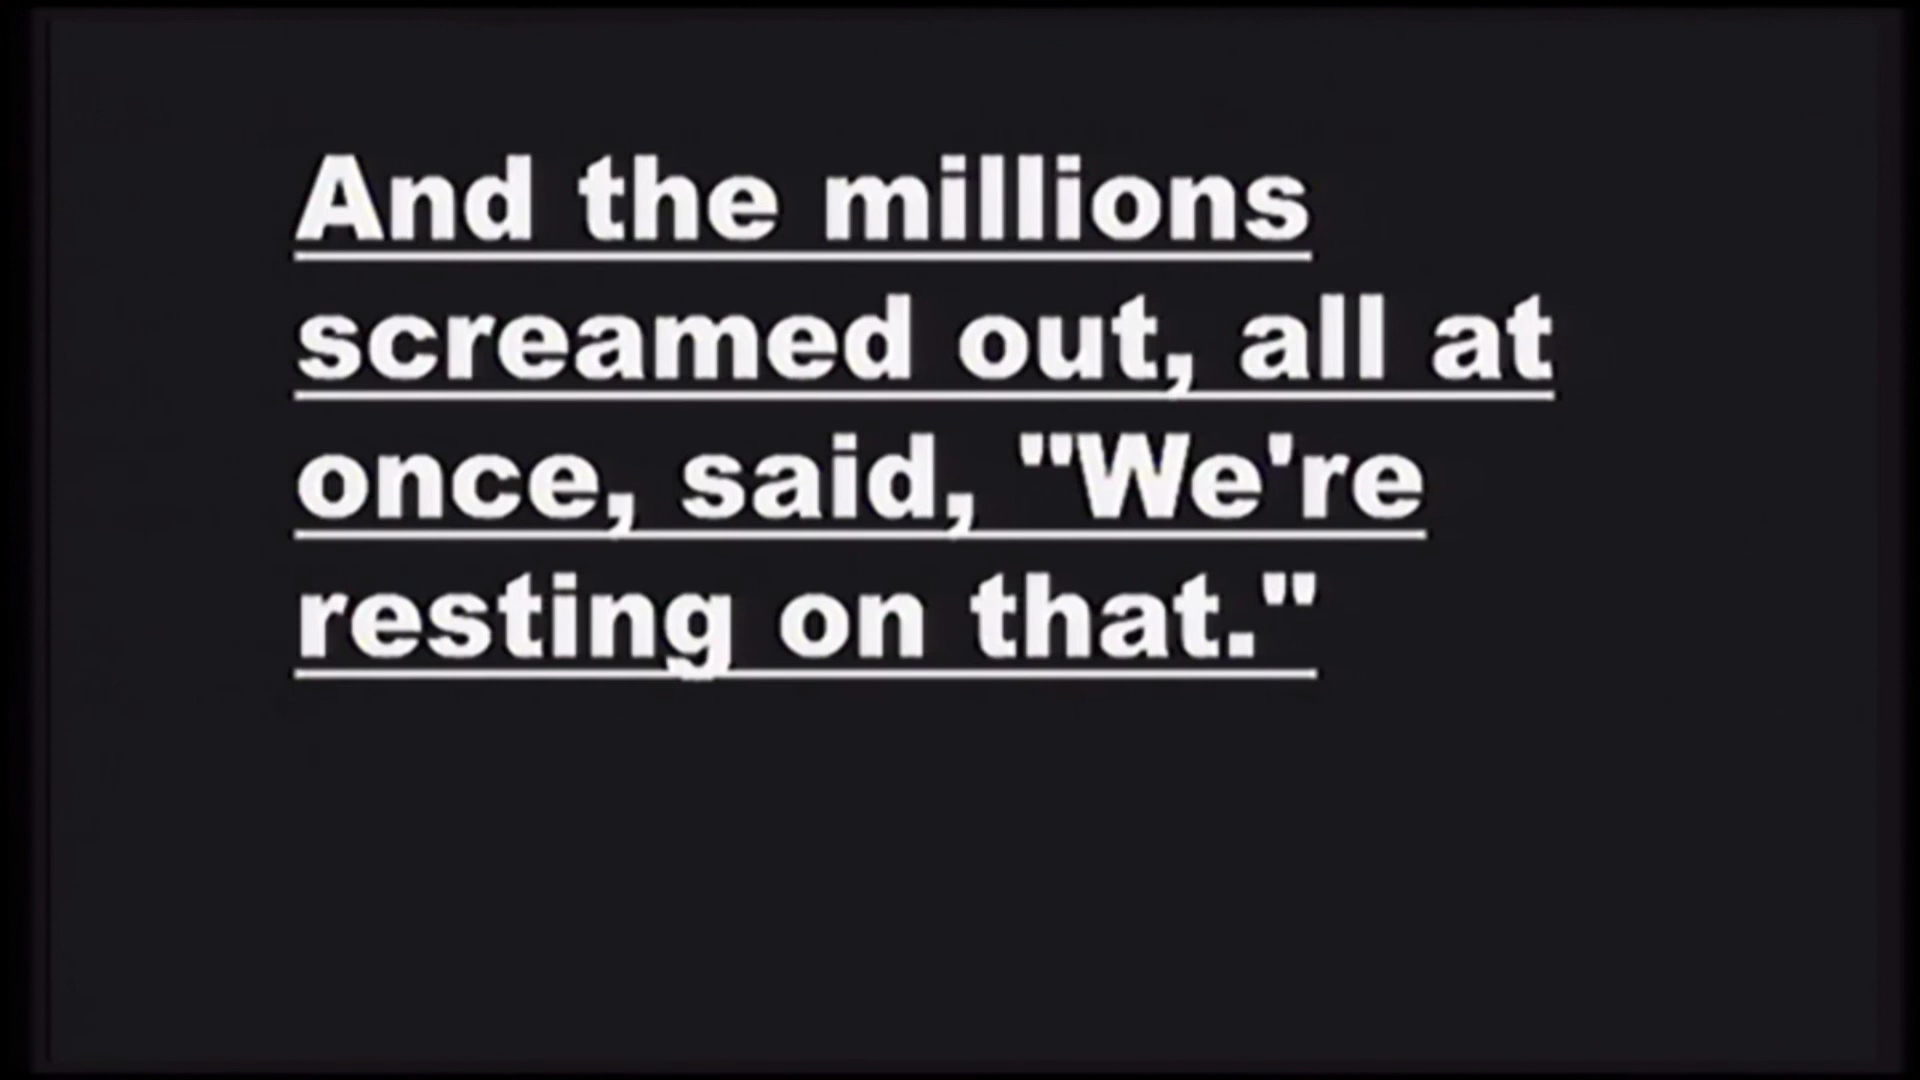 And the millions
screamed out, all at
once, said, "We're
resting on that."